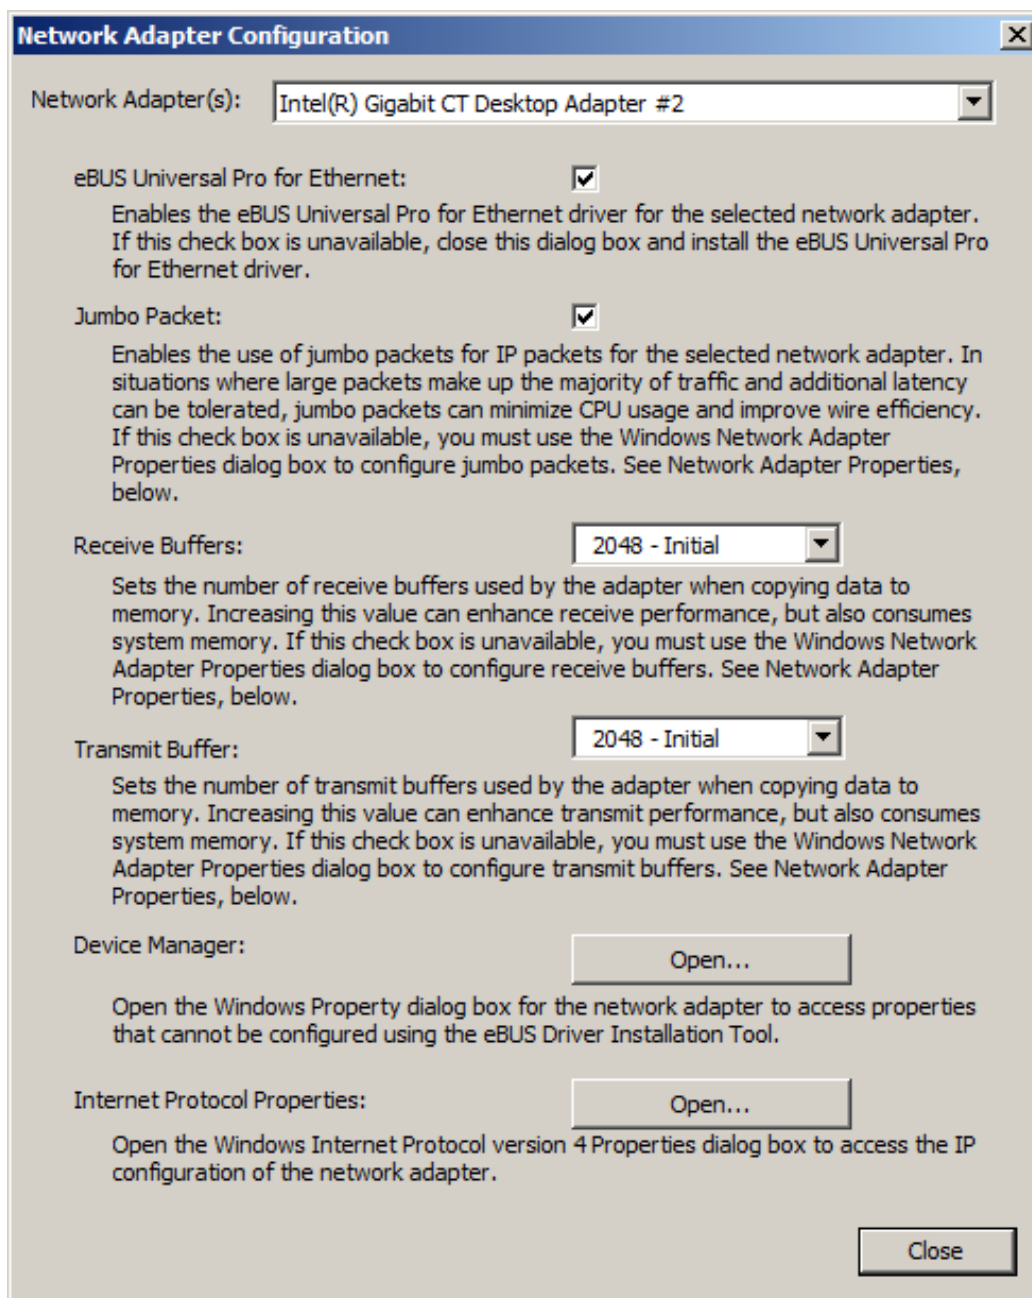 Network Adapter Configuration
Network Adapter(s): Intel(R) Gigabit CT Desktop Adapter #2
eBUS Universal Pro for Ethernet:
Enables the eBUS Universal Pro for Ethernet driver for the selected network adapter.
If this check box is unavailable, close this dialog box and install the eBUS Universal Pro
for Ethernet driver.
Jumbo Packet:
Enables the use of jumbo packets for IP packets for the selected network adapter. In
situations where large packets make up the majority of traffic and additional latency
can be tolerated, jumbo packets can minimize CPU usage and improve wire efficiency.
If this check box is unavailable, you must use the Windows Network Adapter
Properties dialog box to configure jumbo packets. See Network Adapter Properties,
below.
Receive Buffers: 2048 - Initial
Sets the number of receive buffers used by the adapter when copying data to
memory. Increasing this value can enhance receive performance, but also consumes
system memory. If this check box is unavailable, you must use the Windows Network
Adapter Properties dialog box to configure receive buffers. See Network Adapter
Properties, below.
Transmit Buffer: 2048 - Initial
Sets the number of transmit buffers used by the adapter when copying data to
memory. Increasing this value can enhance transmit performance, but also consumes
system memory. If this check box is unavailable, you must use the Windows Network
Adapter Properties dialog box to configure transmit buffers. See Network Adapter
Properties, below.
Device Manager: Open...
Open the Windows Property dialog box for the network adapter to access properties
that cannot be configured using the eBUS Driver Installation Tool.
Internet Protocol Properties: Open...
Open the Windows Internet Protocol version 4 Properties dialog box to access the IP
configuration of the network adapter.
Close